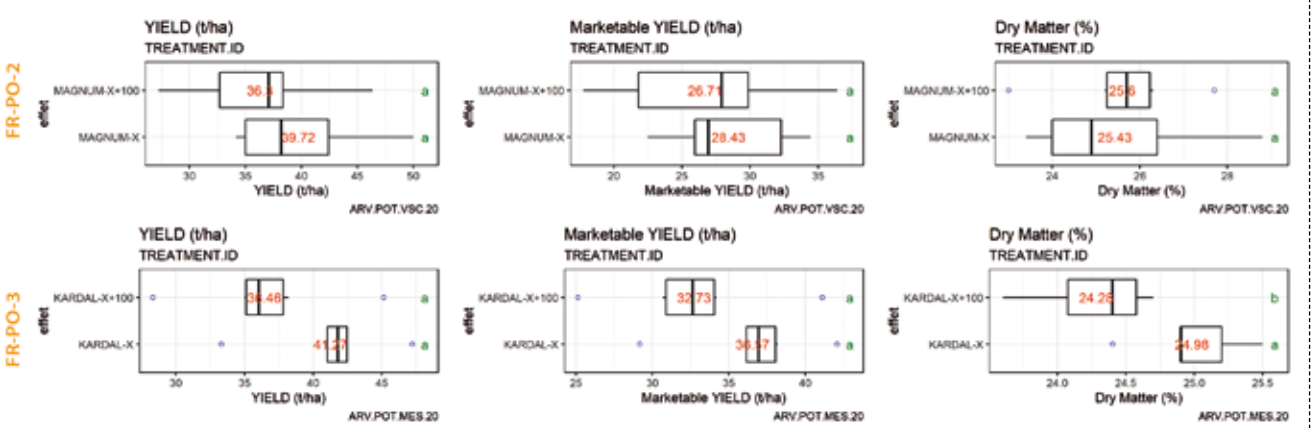 FR-PO-2
YIELD (t/ha)
TREATMENT.ID
effet
MAGNUM-X+100
MAGNUM-X
36.
39.72
a
a
30 35 40 45 50
YIELD (t/ha)
ARV.POT.VSC.20
Marketable YIELD (t/ha)
TREATMENT.ID
effet
MAGNUM-X+100
MAGNUM-X
26.71
28.43
a
a
20 25 30 35
Marketable YIELD (t/ha)
ARV.POT.VSC.20
Dry Matter (%)
TREATMENT.ID
effet
MAGNUM-X+100
MAGNUM-X
25.6
25.43
a
a
24 26 28
Dry Matter (%)
ARV.POT.VSC.20
FR-PO-3
YIELD (t/ha)
TREATMENT.ID
effet
KARDAL-X+100
KARDAL-X
36.46
41.27
a
a
30 35 40 45
YIELD (t/ha)
ARV.POT.MES.20
Marketable YIELD (t/ha)
TREATMENT.ID
effet
KARDAL-X+100
KARDAL-X
32.73
36.57
a
a
25 30 35 40
Marketable YIELD (t/ha)
ARV.POT.MES.20
Dry Matter (%)
TREATMENT.ID
effet
KARDAL-X+100
KARDAL-X
24.28
24.98
b
a
24.0 24.5 25.0 25.5
Dry Matter (%)
ARV.POT.MES.20